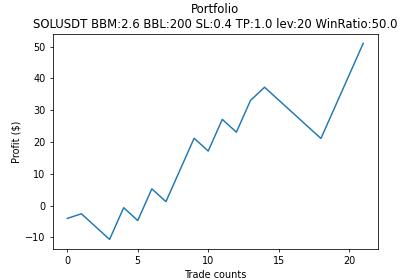 Portfolio
SOLUSDT BBM:2.6 BBL:200 SL:0.4 TP:1.0 lev:20 WinRatio:50.0
50
40
30
20
10
0
−10
Profit ($)
0 5 10 15 20
Trade counts